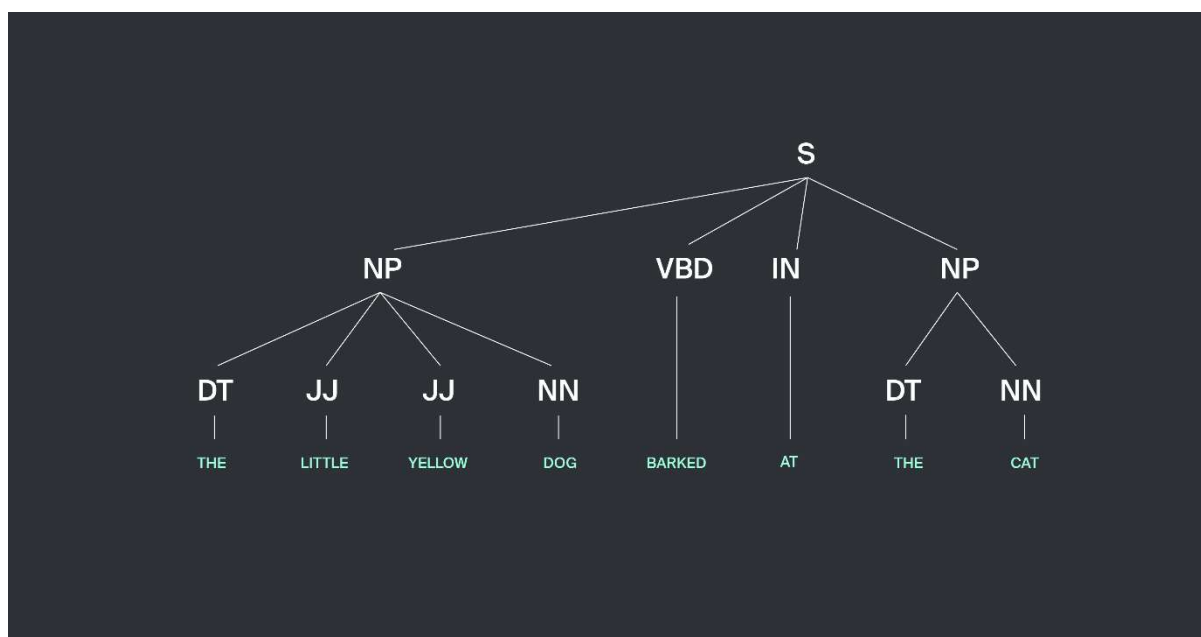 S
NP VBD IN NP
DT JJ JJ NN DT NN
THE LITTLE YELLOW DOG BARKED AT THE CAT